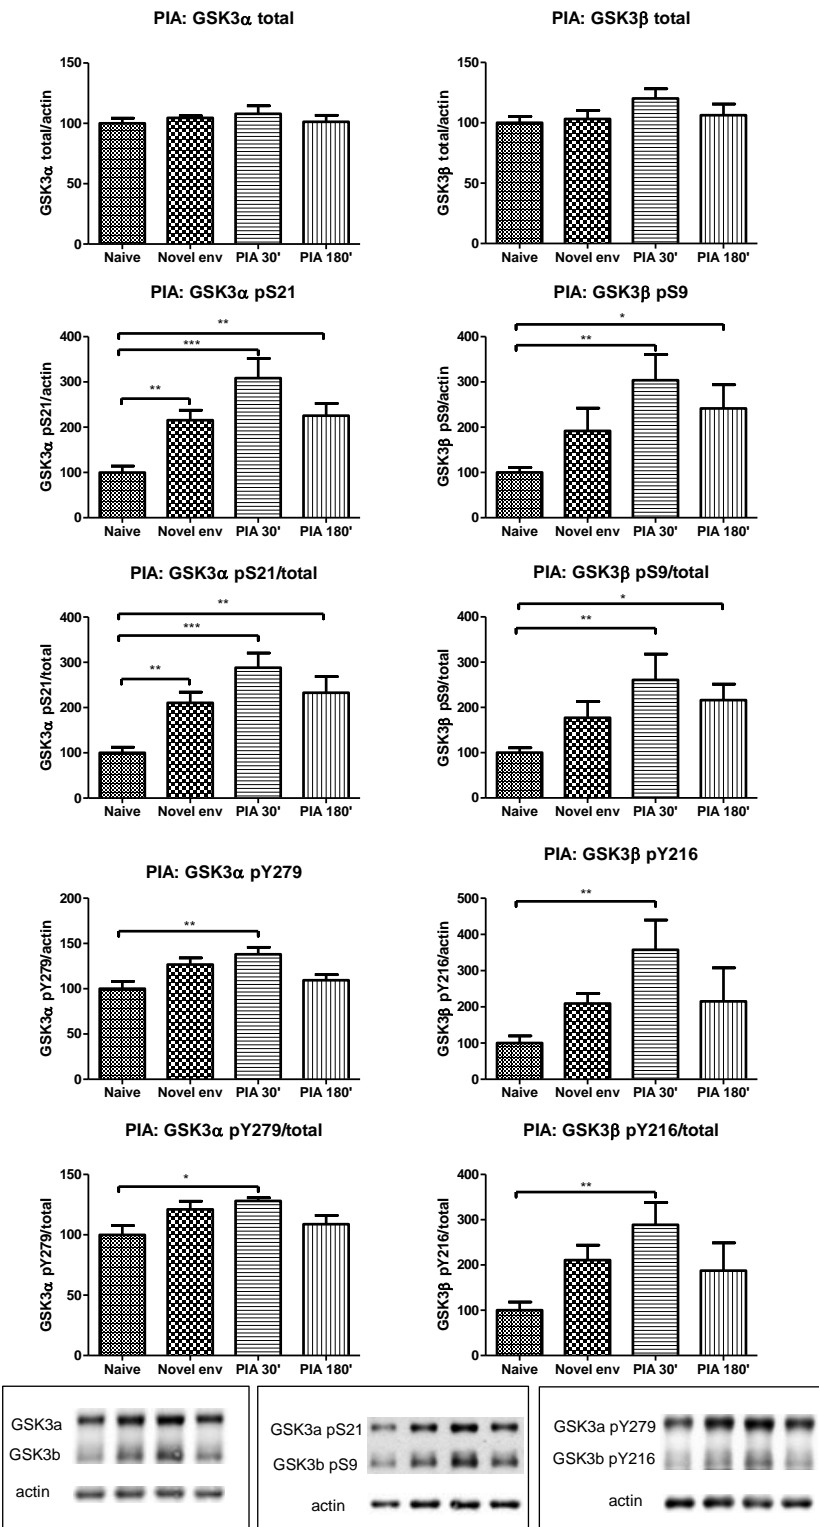 PIA: GSK3α total
GSK3α total/actin
150
100
50
0
Naive Novel env PIA 30' PIA 180'
PIA: GSK3β total
GSK3β total/actin
150
100
50
0
Naive Novel env PIA 30' PIA 180'
PIA: GSK3α pS21
GSK3α pS21/actin
400
300
200
100
0
**
***
**
Naive Novel env PIA 30' PIA 180'
PIA: GSK3β pS9
GSK3β pS9/actin
400
300
200
100
0
*
**
Naive Novel env PIA 30' PIA 180'
PIA: GSK3α pS21/total
GSK3α pS21/total
400
300
200
100
0
**
***
**
Naive Novel env PIA 30' PIA 180'
PIA: GSK3β pS9/total
GSK3β pS9/total
400
300
200
100
0
*
**
Naive Novel env PIA 30' PIA 180'
PIA: GSK3α pY279
GSK3α pY279/actin
200
150
100
50
0
**
Naive Novel env PIA 30' PIA 180'
PIA: GSK3β pY216
GSK3β pY216/actin
500
400
300
200
100
0
**
Naive Novel env PIA 30' PIA 180'
PIA: GSK3α pY279/total
GSK3α pY279/total
150
100
50
0
*
Naive Novel env PIA 30' PIA 180'
PIA: GSK3β pY216/total
GSK3β pY216/total
400
300
200
100
0
**
Naive Novel env PIA 30' PIA 180'
GSK3a
GSK3b
actin
GSK3a pS21
GSK3b pS9
actin
GSK3a pY279
GSK3b pY216
actin